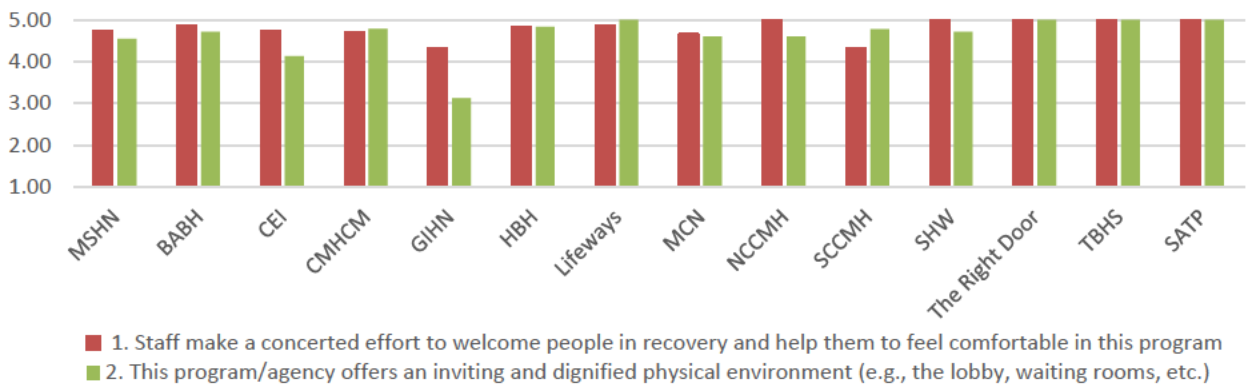 5.00
4.00
3.00
2.00
1.00
MSHN
BABH
CEI
CMHCM
GIHN
HBH
Lifeways
MCN
NCCMH
SCCMH
SHW
The Right Door
TBHS
SATP
1. Staff make a concerted effort to welcome people in recovery and help them to feel comfortable in this program
2. This program/agency offers an inviting and dignified physical environment (e.g., the lobby, waiting rooms, etc.)